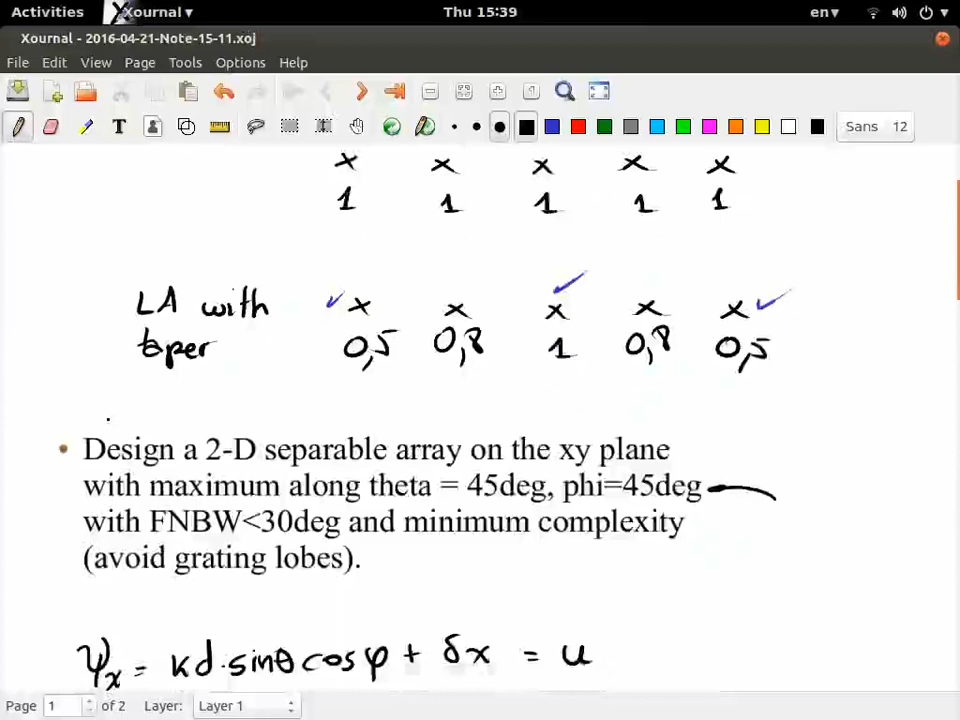 Activities Xournal ▾ Thu 15:39 en ▾
Xournal - 2016-04-21-Note-15-11.xoj
File Edit View Page Tools Options Help
Sans 12
x x x x x
1 1 1 1 1
LA with ✓ x x ✓ x x x ✓
taper 0,5 0,8 1 0,8 0,5
• Design a 2-D separable array on the xy plane
with maximum along theta = 45deg, phi=45deg
with FNBW<30deg and minimum complexity
(avoid grating lobes).
ψx = kd·sinθcosφ + δx = u
Page 1 of 2 Layer: Layer 1